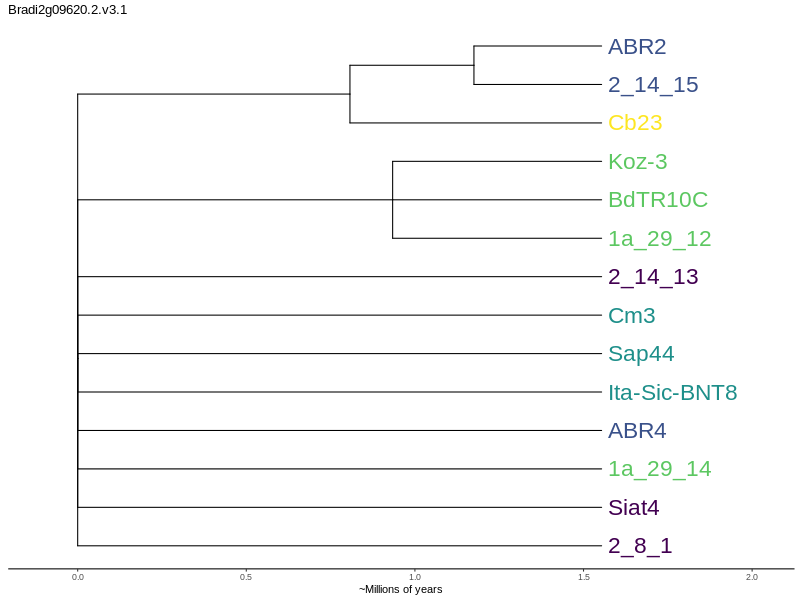 Bradi2g09620.2.v3.1
ABR2
2_14_15
Cb23
Koz-3
BdTR10C
1a_29_12
2_14_13
Cm3
Sap44
Ita-Sic-BNT8
ABR4
1a_29_14
Siat4
2_8_1
0.0 0.5 1.0 1.5 2.0
~Millions of years